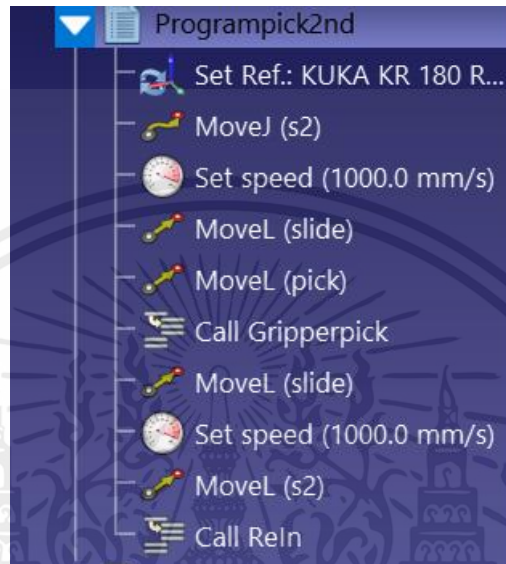 Programpick2nd
Set Ref.: KUKA KR 180 R...
MoveJ (s2)
Set speed (1000.0 mm/s)
MoveL (slide)
MoveL (pick)
Call Gripperpick
MoveL (slide)
Set speed (1000.0 mm/s)
MoveL (s2)
Call ReIn